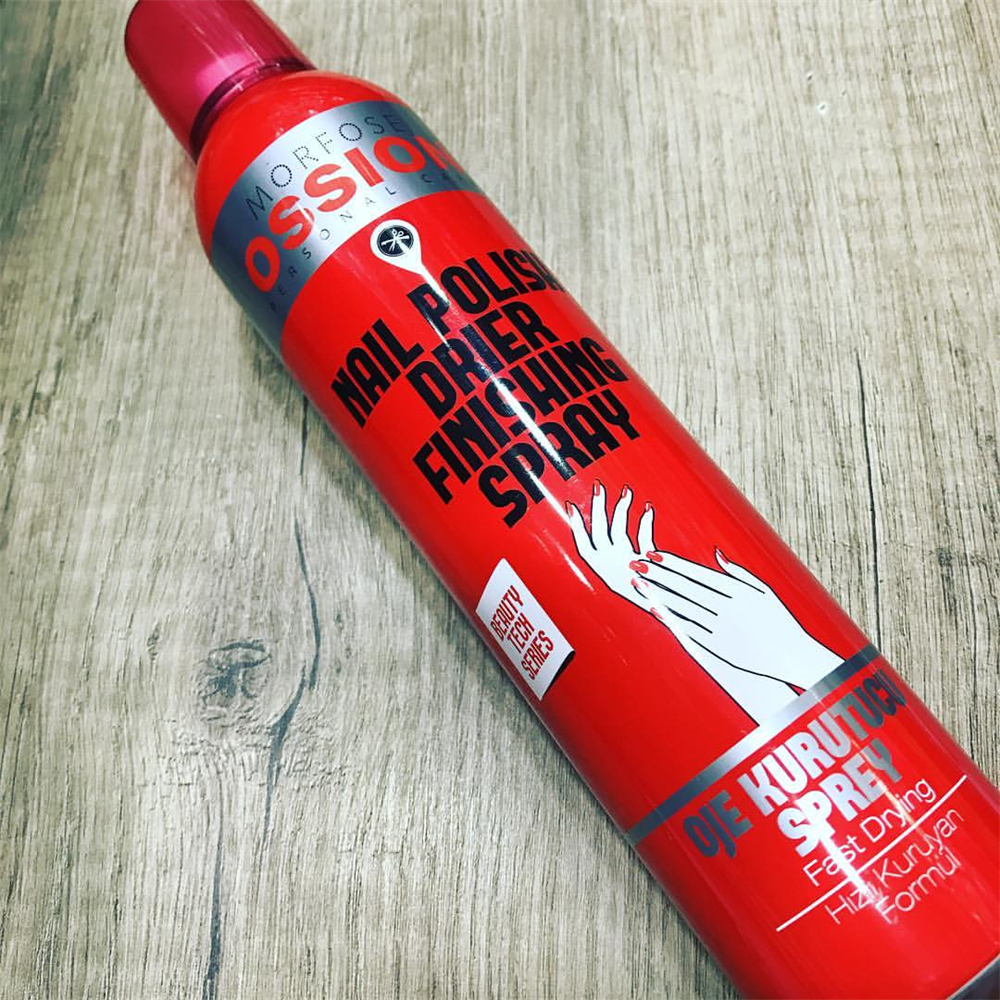 MORFOSE
OSSION
PERSONAL CA
NAIL POLISH
DRIER
FINISHING
SPRAY
BEAUTY
TECH
SERIES
OJE KURUTUCU
SPREY
Fast Drying
Hızlı Kuruyan
Formül